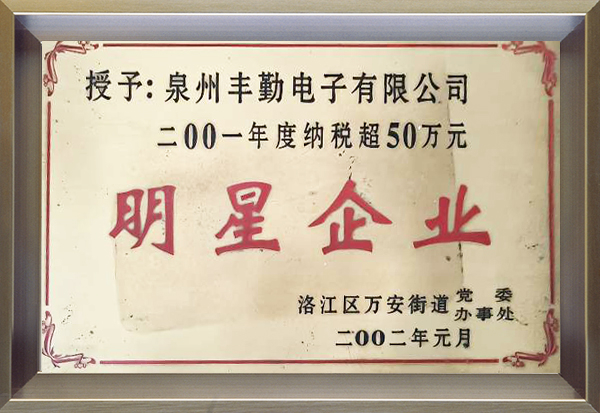 授予:泉州丰勤电子有限公司
二00一年度纳税超50万元
明星企业
洛江区万安街道党委
办事处
二00二年元月